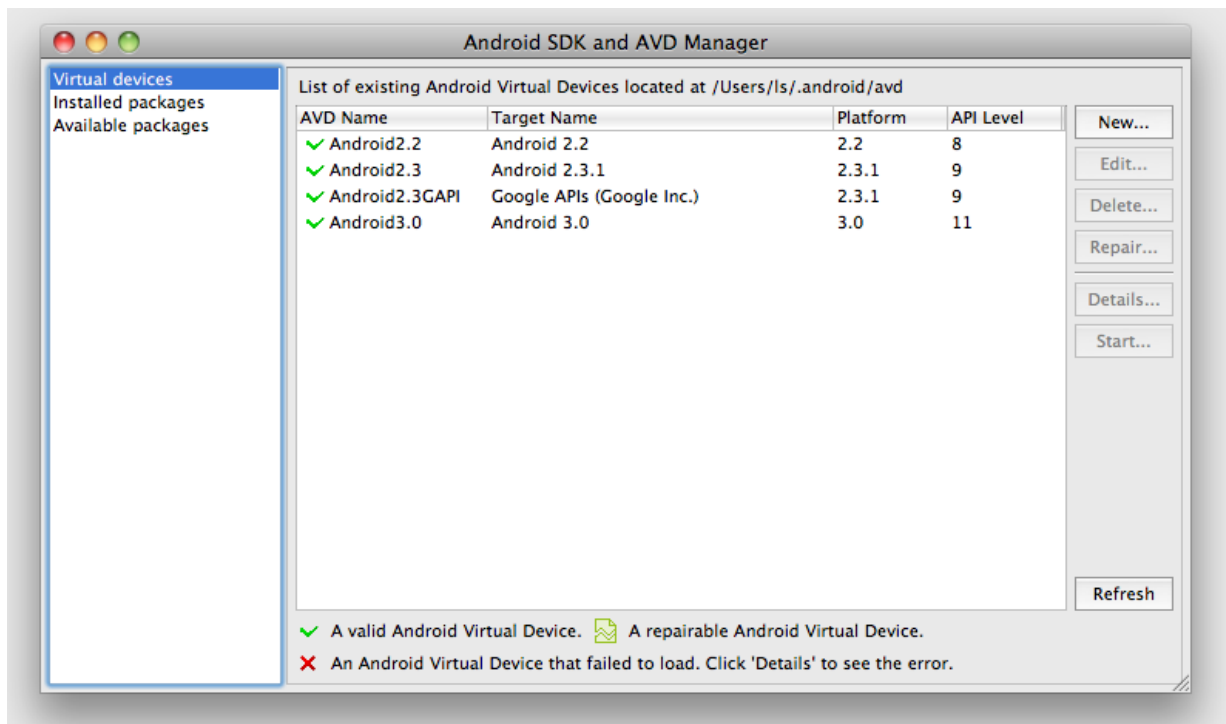 Android SDK and AVD Manager
Virtual devices
Installed packages
Available packages
List of existing Android Virtual Devices located at /Users/ls/.android/avd
AVD Name Target Name Platform API Level
Android2.2 Android 2.2 2.2 8
Android2.3 Android 2.3.1 2.3.1 9
Android2.3GAPI Google APIs (Google Inc.) 2.3.1 9
Android3.0 Android 3.0 3.0 11
New...
Edit...
Delete...
Repair...
Details...
Start...
Refresh
A valid Android Virtual Device. A repairable Android Virtual Device.
An Android Virtual Device that failed to load. Click 'Details' to see the error.